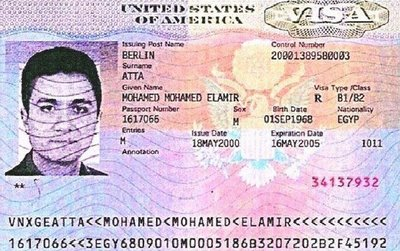 UNITED STATES OF AMERICA VISA
Issuing Post Name Control Number
BERLIN 20001389580003
Surname
ATTA
Given Name Visa Type /Class
MOHAMED MOHAMED ELAMIR R B1/B2
Passport Number Sex Birth Date Nationality
1617066 M 01SEP1968 EGYP
Entries Issue Date Expiration Date
M 18MAY2000 16MAY2005 1011
Annotation
** 34137932
VNXGEATTA<<MOHAMED<MOHAMED<ELAMIR<<<<<<<<<<<
1617066<<3EGY6809010M0005186B3207202B2F45192